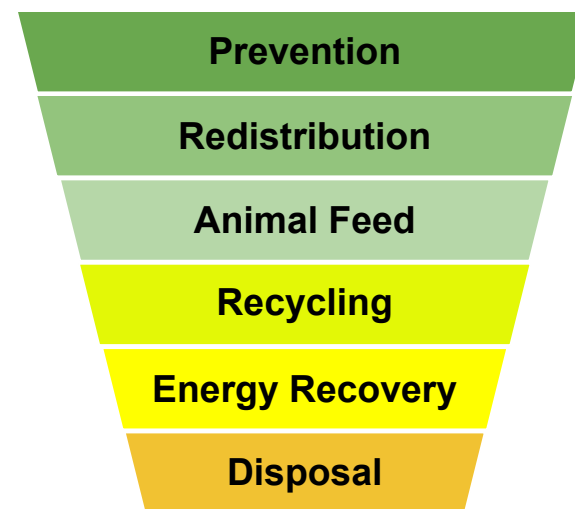 Prevention
Redistribution
Animal Feed
Recycling
Energy Recovery
Disposal